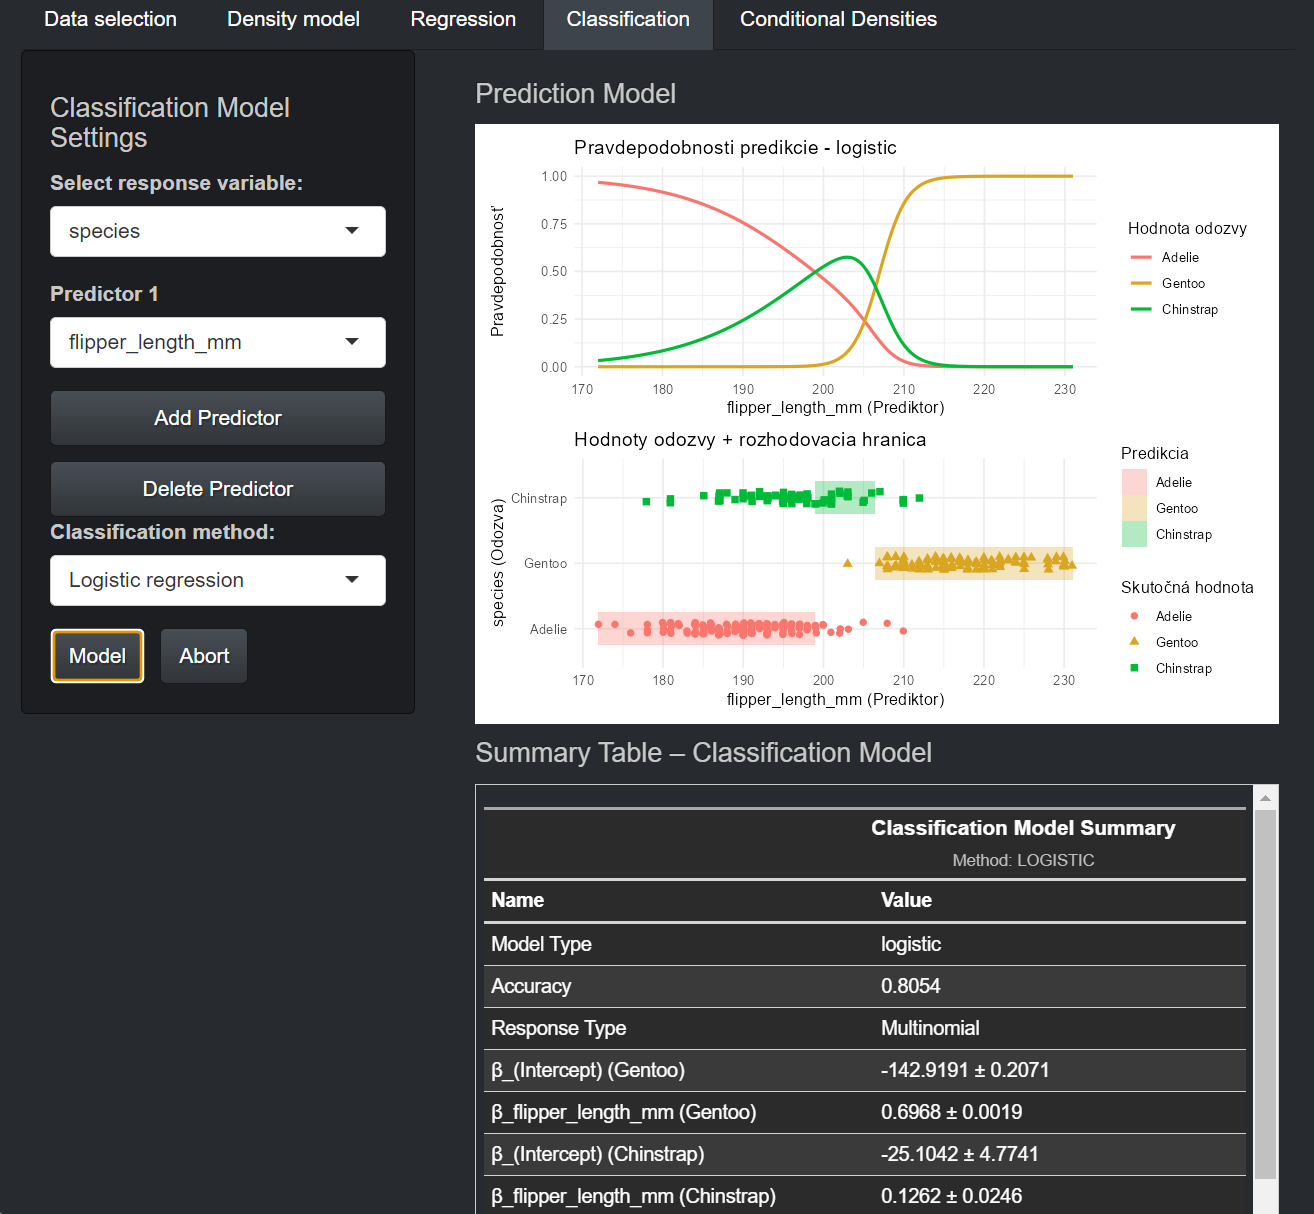 Data selection
Density model
Regression
Classification
Conditional Densities
Classification Model
Settings
Select response variable:
species
Predictor 1
flipper_length_mm
Add Predictor
Delete Predictor
Classification method:
Logistic regression
Model
Abort
Prediction Model
Pravdepodobnosti predikcie - logistic
Pravdepodobnosť
1.00
0.75
0.50
0.25
0.00
170
180
190
200
210
220
230
flipper_length_mm (Prediktor)
Hodnota odozvy
Adelie
Gentoo
Chinstrap
Hodnoty odozvy + rozhodovacia hranica
species (Odozva)
Chinstrap
Gentoo
Adelie
170
180
190
200
210
220
230
flipper_length_mm (Prediktor)
Predikcia
Adelie
Gentoo
Chinstrap
Skutočná hodnota
Adelie
Gentoo
Chinstrap
Summary Table – Classification Model
Classification Model Summary
Method: LOGISTIC
Name Value
Model Type logistic
Accuracy 0.8054
Response Type Multinomial
β_(Intercept) (Gentoo) -142.9191 ± 0.2071
β_flipper_length_mm (Gentoo) 0.6968 ± 0.0019
β_(Intercept) (Chinstrap) -25.1042 ± 4.7741
β_flipper_length_mm (Chinstrap) 0.1262 ± 0.0246